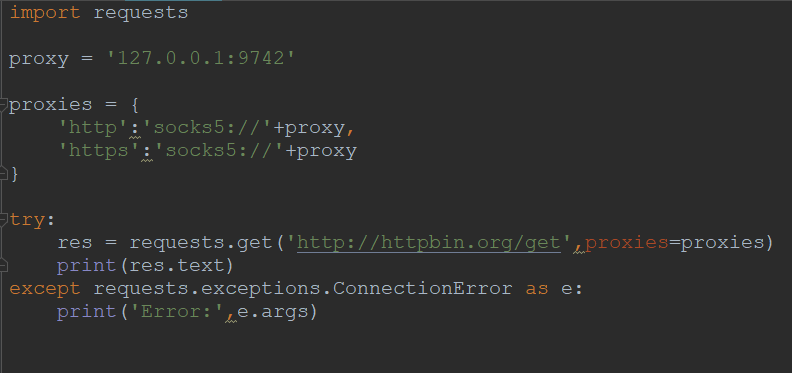 import requests
proxy = '127.0.0.1:9742'
proxies = {
    'http':'socks5://'+proxy,
    'https':'socks5://'+proxy
}
try:
    res = requests.get('http://httpbin.org/get',proxies=proxies)
    print(res.text)
except requests.exceptions.ConnectionError as e:
    print('Error:',e.args)